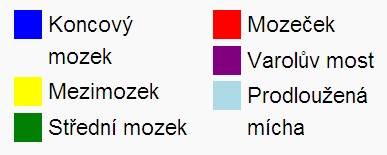 Koncový
mozek
Mezimozek
Střední mozek
Mozeček
Varolův most
Prodloužená
mícha